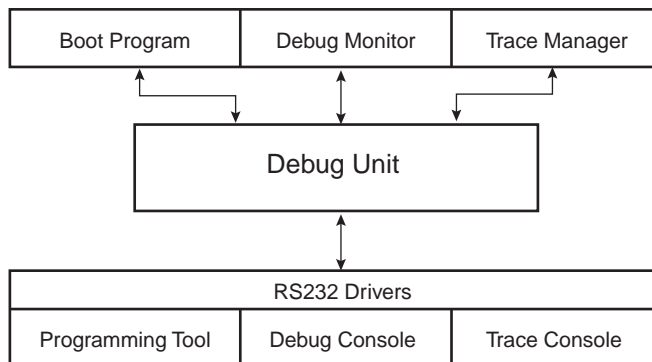 Boot Program
Debug Monitor
Trace Manager
Debug Unit
RS232 Drivers
Programming Tool
Debug Console
Trace Console